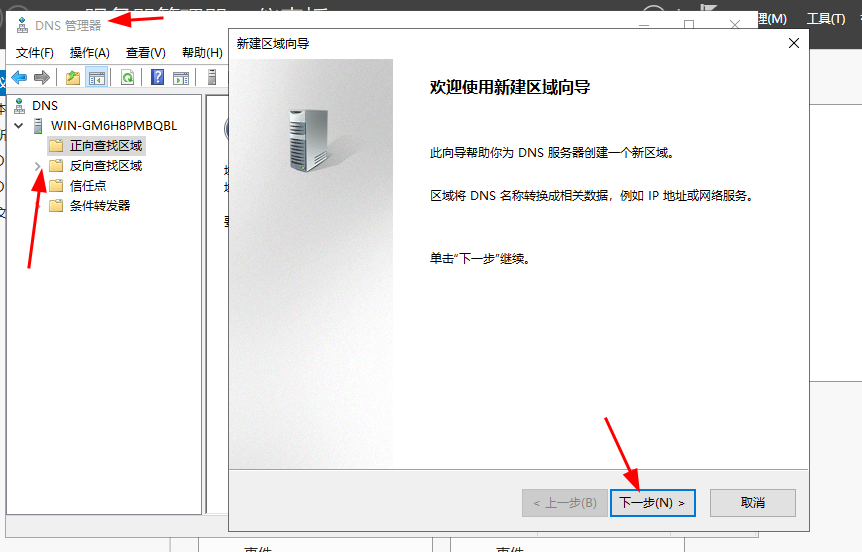 DNS 管理器
理(M) 工具(T)
文件(F) 操作(A) 查看(V) 帮助(H)
DNS
WIN-GM6H8PMBQBL
正向查找区域
反向查找区域
信任点
条件转发器
新建区域向导
欢迎使用新建区域向导
此向导帮助你为 DNS 服务器创建一个新区域。
区域将 DNS 名称转换成相关数据，例如 IP 地址或网络服务。
单击“下一步”继续。
< 上一步(B) 下一步(N) > 取消
事件 事件